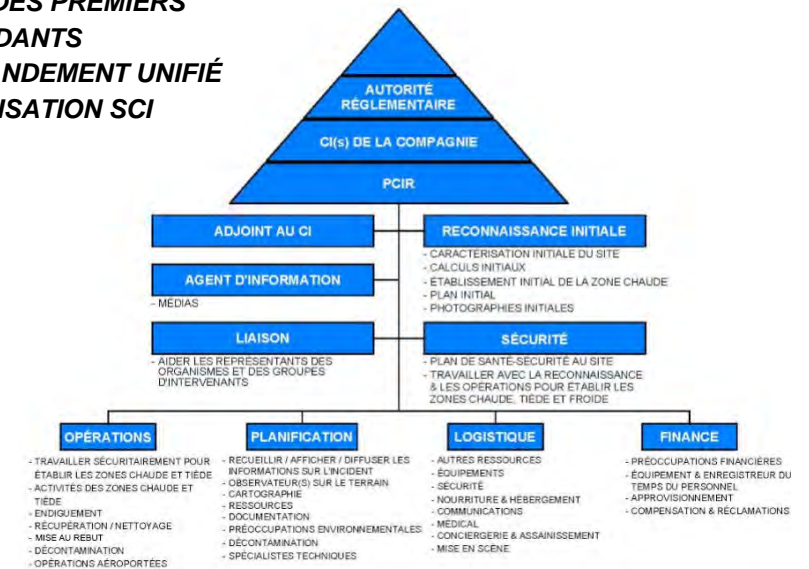 DES PREMIERS
DANTS
ANDEMENT UNIFIÉ
ISATION SCI
AUTORITÉ
RÉGLEMENTAIRE
CI(s) DE LA COMPAGNIE
PCIR
ADJOINT AU CI
RECONNAISSANCE INITIALE
- CARACTÉRISATION INITIALE DU SITE
- CALCULS INITIAUX
- ÉTABLISSEMENT INITIAL DE LA ZONE CHAUDE
- PLAN INITIAL
- PHOTOGRAPHIES INITIALES
AGENT D'INFORMATION
- MÉDIAS
LIAISON
- AIDER LES REPRÉSENTANTS DES
ORGANISMES ET DES GROUPES
D'INTERVENANTS
SÉCURITÉ
- PLAN DE SANTÉ-SÉCURITÉ AU SITE
- TRAVAILLER AVEC LA RECONNAISSANCE
& LES OPÉRATIONS POUR ÉTABLIR LES
ZONES CHAUDE, TIÈDE ET FROIDE
OPÉRATIONS
- TRAVAILLER SÉCURITAIREMENT POUR
ÉTABLIR LES ZONES CHAUDE ET TIÈDE
- ACTIVITÉS DES ZONES CHAUDE ET
TIÈDE
- ENDIGUEMENT
- RÉCUPÉRATION / NETTOYAGE
- MISE AU REBUT
- DÉCONTAMINATION
- OPÉRATIONS AÉROPORTÉES
PLANIFICATION
- RECUEILLIR / AFFICHER / DIFFUSER LES
INFORMATIONS SUR L'INCIDENT
- OBSERVATEUR(S) SUR LE TERRAIN
- CARTOGRAPHIE
- RESSOURCES
- DOCUMENTATION
- PRÉOCCUPATIONS ENVIRONNEMENTALES
- DÉCONTAMINATION
- SPÉCIALISTES TECHNIQUES
LOGISTIQUE
- AUTRES RESSOURCES
- ÉQUIPEMENTS
- SÉCURITÉ
- NOURRITURE & HÉBERGEMENT
- COMMUNICATIONS
- MÉDICAL
- CONCIERGERIE & ASSAINISSEMENT
- MISE EN SCÈNE
FINANCE
- PRÉOCCUPATIONS FINANCIÈRES
- ÉQUIPEMENT & ENREGISTREUR DU
TEMPS DU PERSONNEL
- APPROVISIONNEMENT
- COMPENSATION & RÉCLAMATIONS